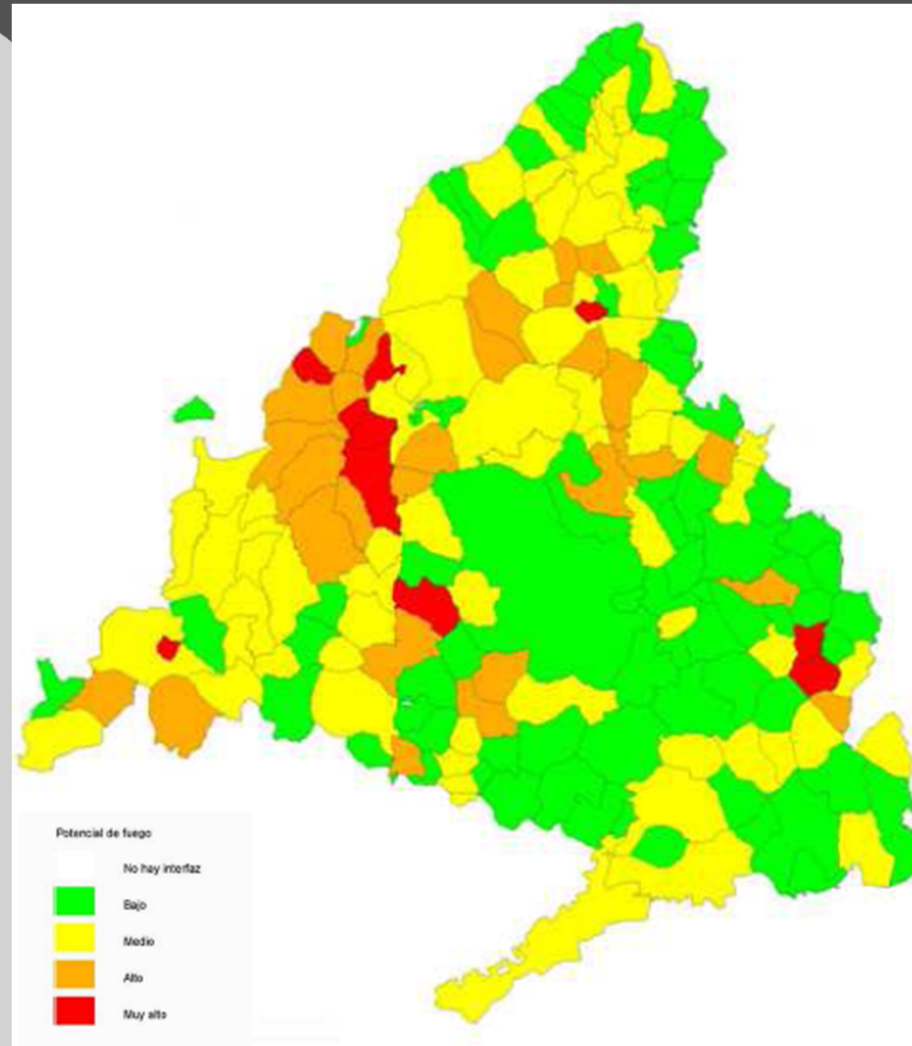 Potencial de fuego
No hay interfaz
Bajo
Medio
Alto
Muy alto